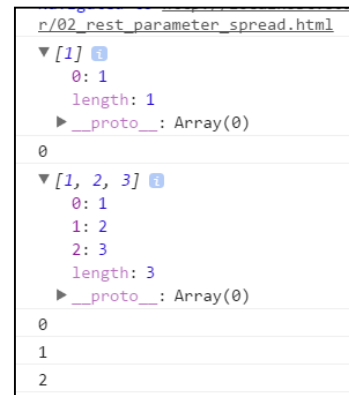 r/02_rest_parameter_spread.html
▼[1] i
0: 1
length: 1
▶__proto__: Array(0)
0
▼[1, 2, 3] i
0: 1
1: 2
2: 3
length: 3
▶__proto__: Array(0)
0
1
2